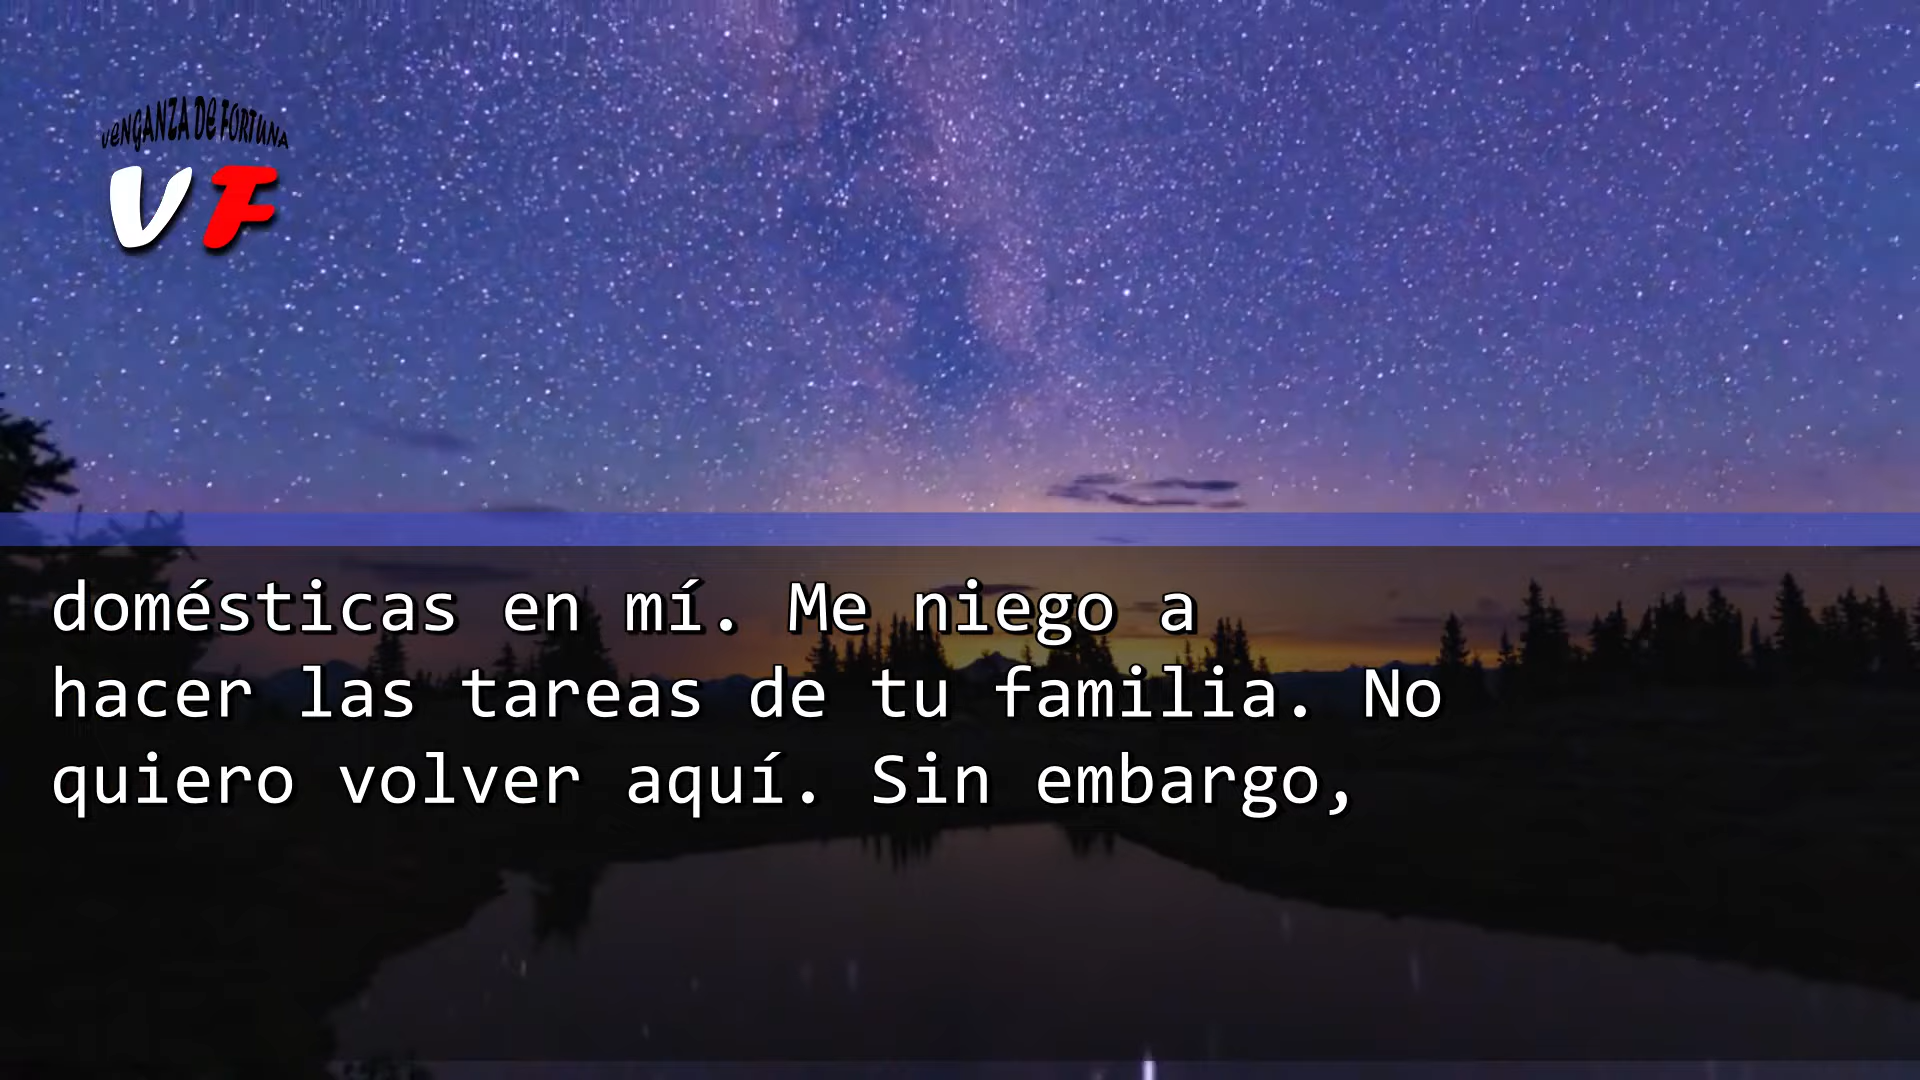 VENGANZA DE FORTUNA
VF
domésticas en mí. Me niego a
hacer las tareas de tu familia. No
quiero volver aquí. Sin embargo,